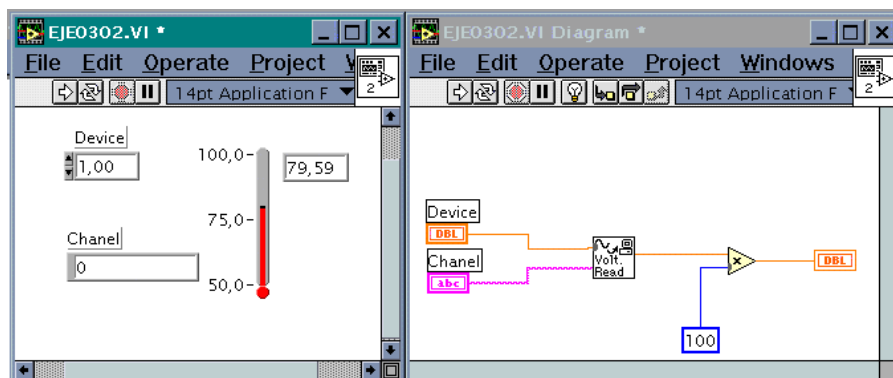 EJE0302.VI *
File Edit Operate Project
2
14pt Application F
Device
1,00
100,0
79,59
75,0
Chanel
0
50,0
EJE0302.VI Diagram *
File Edit Operate Project Windows
2
14pt Application F
Device
DBL
Chanel
abc
Volt.
Read
x
DBL
100